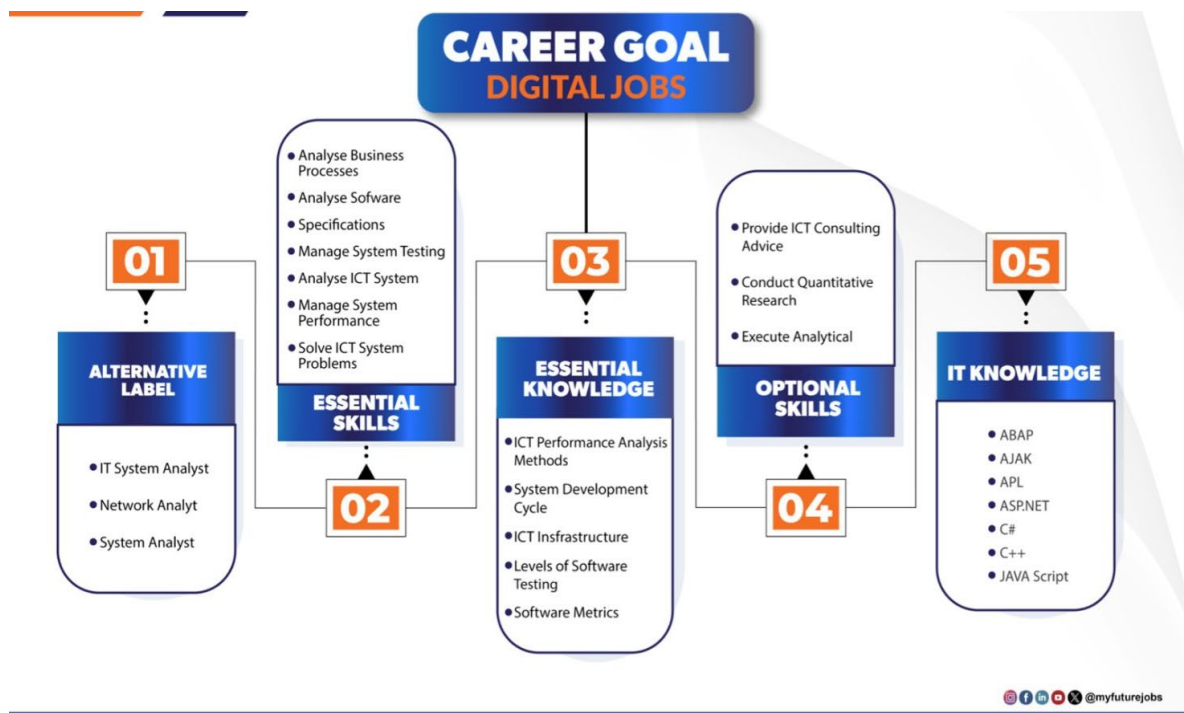 CAREER GOAL
DIGITAL JOBS
01
ALTERNATIVE
LABEL
IT System Analyst
Network Analyt
System Analyst
Analyse Business
Processes
Analyse Sofware
Specifications
Manage System Testing
Analyse ICT System
Manage System
Performance
Solve ICT System
Problems
ESSENTIAL
SKILLS
02
03
ESSENTIAL
KNOWLEDGE
ICT Performance Analysis
Methods
System Development
Cycle
ICT Insfrastructure
Levels of Software
Testing
Software Metrics
Provide ICT Consulting
Advice
Conduct Quantitative
Research
Execute Analytical
OPTIONAL
SKILLS
04
05
IT KNOWLEDGE
ABAP
AJAK
APL
ASP.NET
C#
C++
JAVA Script
@myfuturejobs